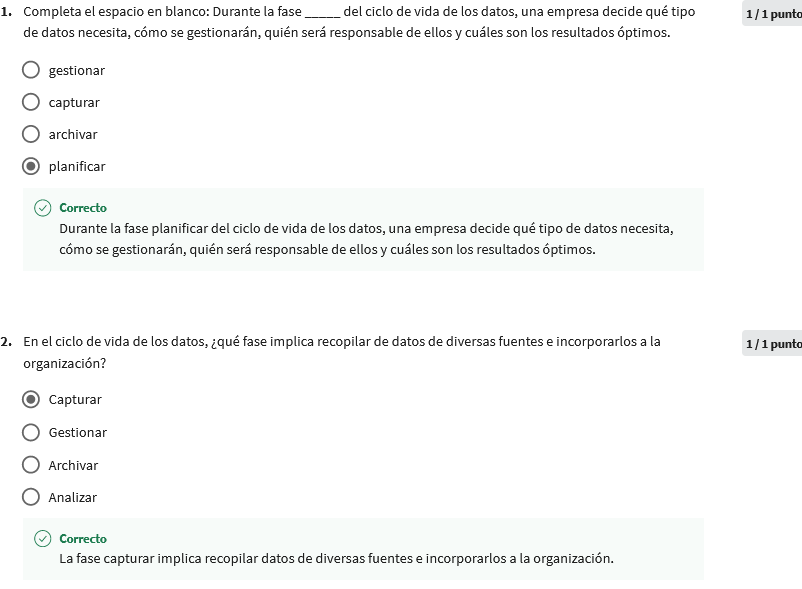 1. Completa el espacio en blanco: Durante la fase _____ del ciclo de vida de los datos, una empresa decide qué tipo
1 / 1 punto
de datos necesita, cómo se gestionarán, quién será responsable de ellos y cuáles son los resultados óptimos.
gestionar
capturar
archivar
planificar
Correcto
Durante la fase planificar del ciclo de vida de los datos, una empresa decide qué tipo de datos necesita,
cómo se gestionarán, quién será responsable de ellos y cuáles son los resultados óptimos.
2. En el ciclo de vida de los datos, ¿qué fase implica recopilar de datos de diversas fuentes e incorporarlos a la
1 / 1 punto
organización?
Capturar
Gestionar
Archivar
Analizar
Correcto
La fase capturar implica recopilar datos de diversas fuentes e incorporarlos a la organización.